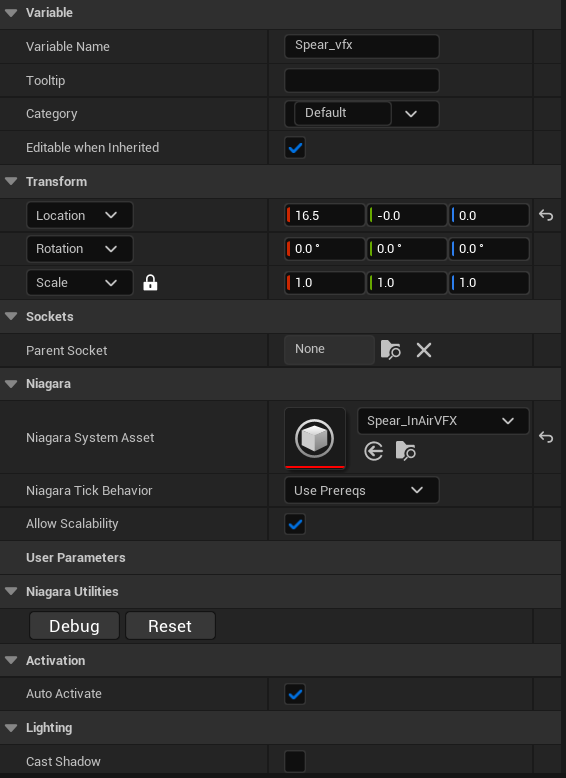 Variable
Variable Name Spear_vfx
Tooltip
Category Default
Editable when Inherited
Transform
Location 16.5 -0.0 0.0
Rotation 0.0 ° 0.0 ° 0.0 °
Scale 1.0 1.0 1.0
Sockets
Parent Socket None
Niagara
Niagara System Asset Spear_InAirVFX
Niagara Tick Behavior Use Prereqs
Allow Scalability
User Parameters
Niagara Utilities
Debug Reset
Activation
Auto Activate
Lighting
Cast Shadow